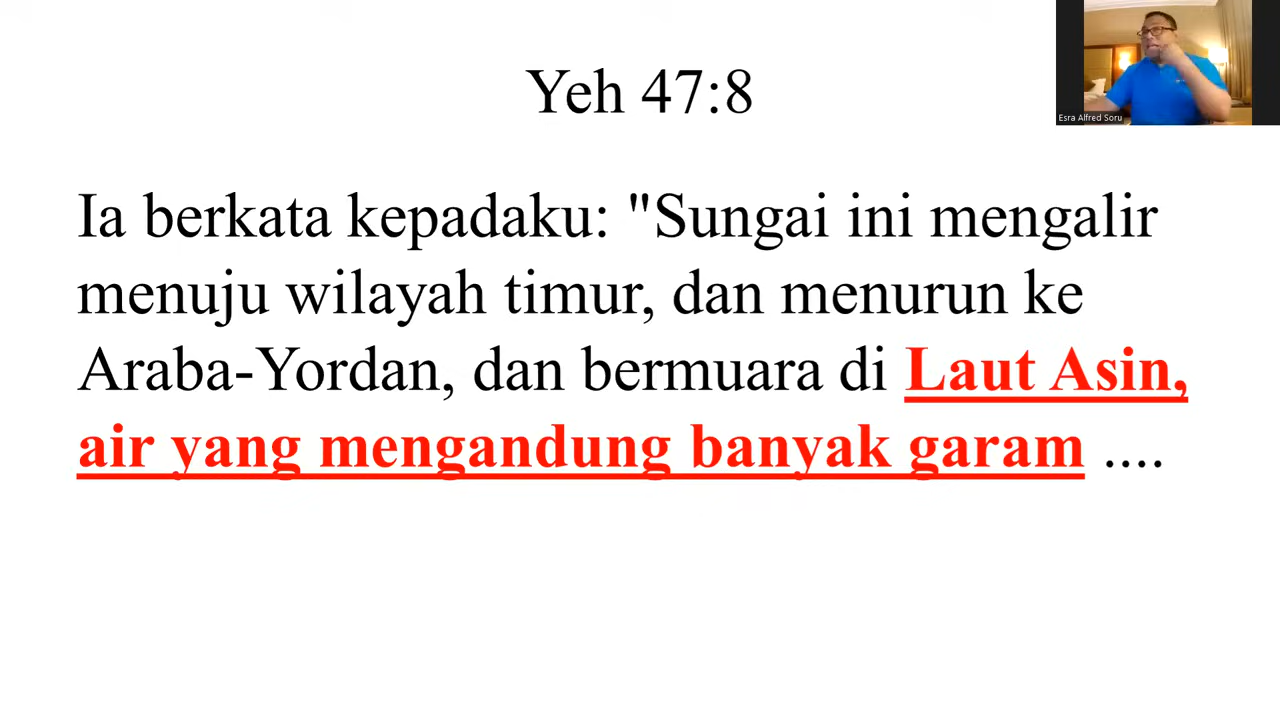 Yeh 47:8
Esra Alfred Soru
Ia berkata kepadaku: "Sungai ini mengalir
menuju wilayah timur, dan menurun ke
Araba-Yordan, dan bermuara di Laut Asin,
air yang mengandung banyak garam ....